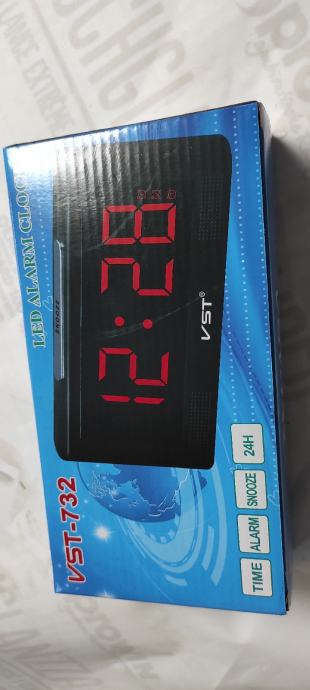 LED ALARM CLOCK
SNOOZE
12:28
VST®
VST-732
TIME
ALARM
SNOOZE
24H